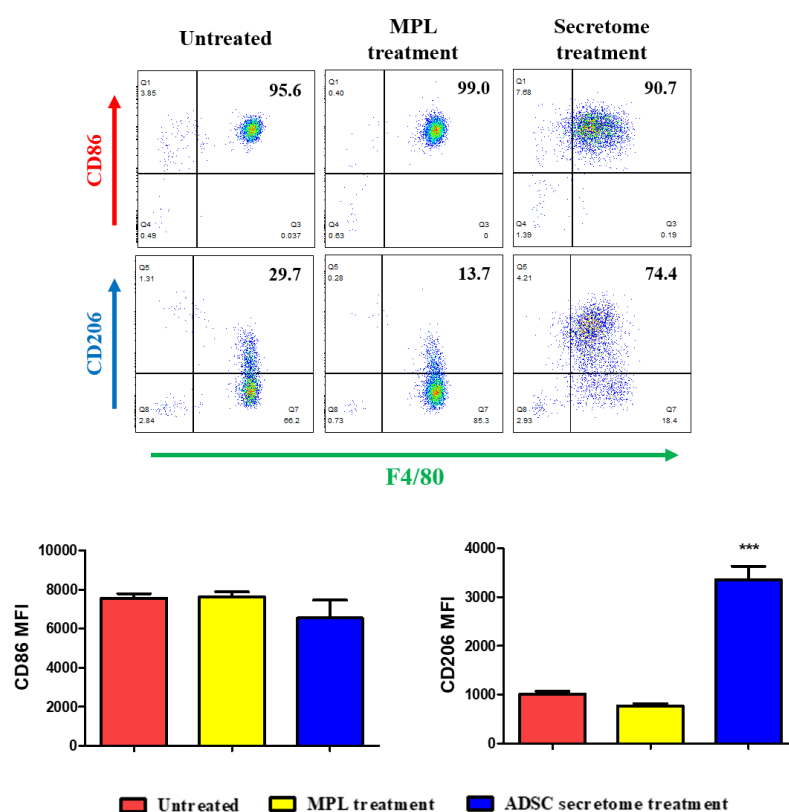 Untreated
MPL
treatment
Secretome
treatment
Q1
3.85
95.6
Q4
0.49
Q3
0.037
Q1
0.40
99.0
Q4
0.63
Q3
0
Q1
7.68
90.7
Q4
1.39
Q3
0.19
CD86
Q5
1.31
29.7
Q8
2.84
Q7
66.2
Q5
0.28
13.7
Q8
0.73
Q7
85.3
Q5
4.21
74.4
Q8
2.93
Q7
18.4
CD206
F4/80
CD86 MFI
10000
8000
6000
4000
2000
0
CD206 MFI
4000
3000
2000
1000
0
***
Untreated MPL treatment ADSC secretome treatment